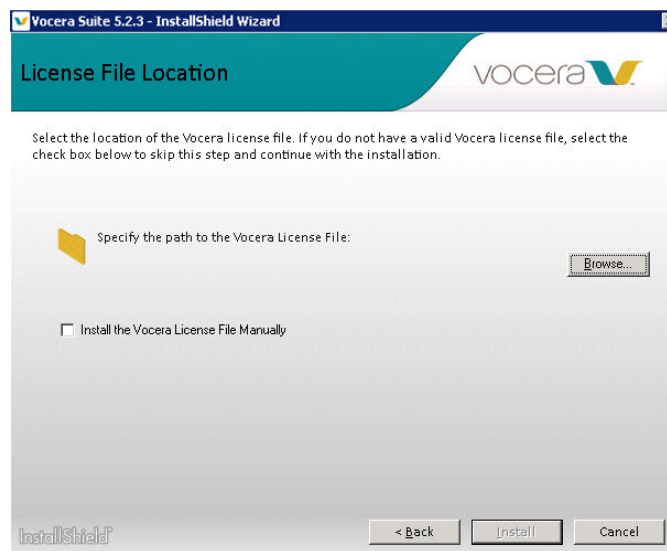 Vocera Suite 5.2.3 - InstallShield Wizard
License File Location
vocera
Select the location of the Vocera license file. If you do not have a valid Vocera license file, select the
check box below to skip this step and continue with the installation.
Specify the path to the Vocera License File:
Browse...
Install the Vocera License File Manually
InstallShield
< Back
Install
Cancel